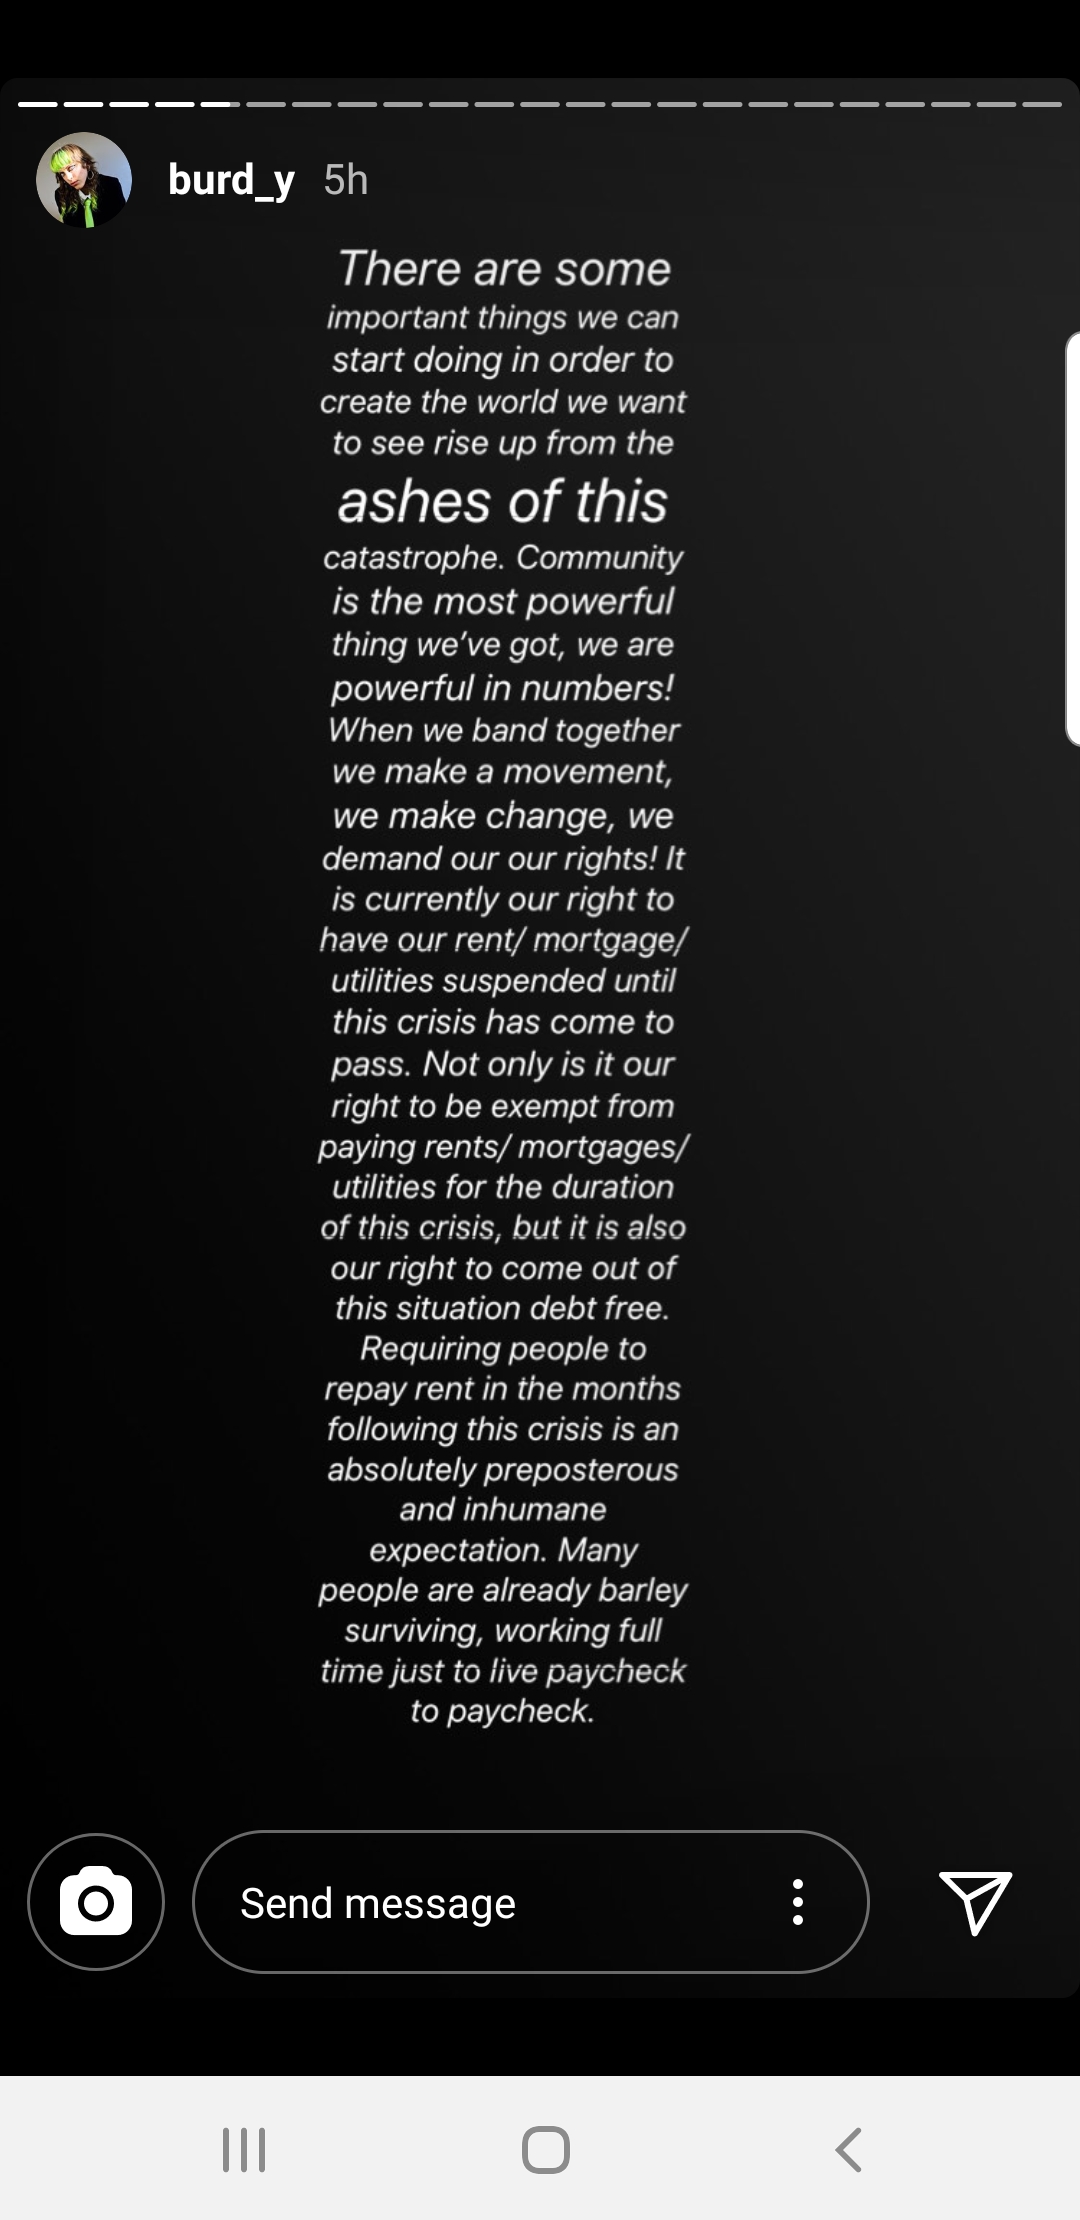 burd_y 5h
There are some
important things we can
start doing in order to
create the world we want
to see rise up from the
ashes of this
catastrophe. Community
is the most powerful
thing we've got, we are
powerful in numbers!
When we band together
we make a movement,
we make change, we
demand our our rights! It
is currently our right to
have our rent/ mortgage/
utilities suspended until
this crisis has come to
pass. Not only is it our
right to be exempt from
paying rents/ mortgages/
utilities for the duration
of this crisis, but it is also
our right to come out of
this situation debt free.
Requiring people to
repay rent in the months
following this crisis is an
absolutely preposterous
and inhumane
expectation. Many
people are already barley
surviving, working full
time just to live paycheck
to paycheck.
Send message